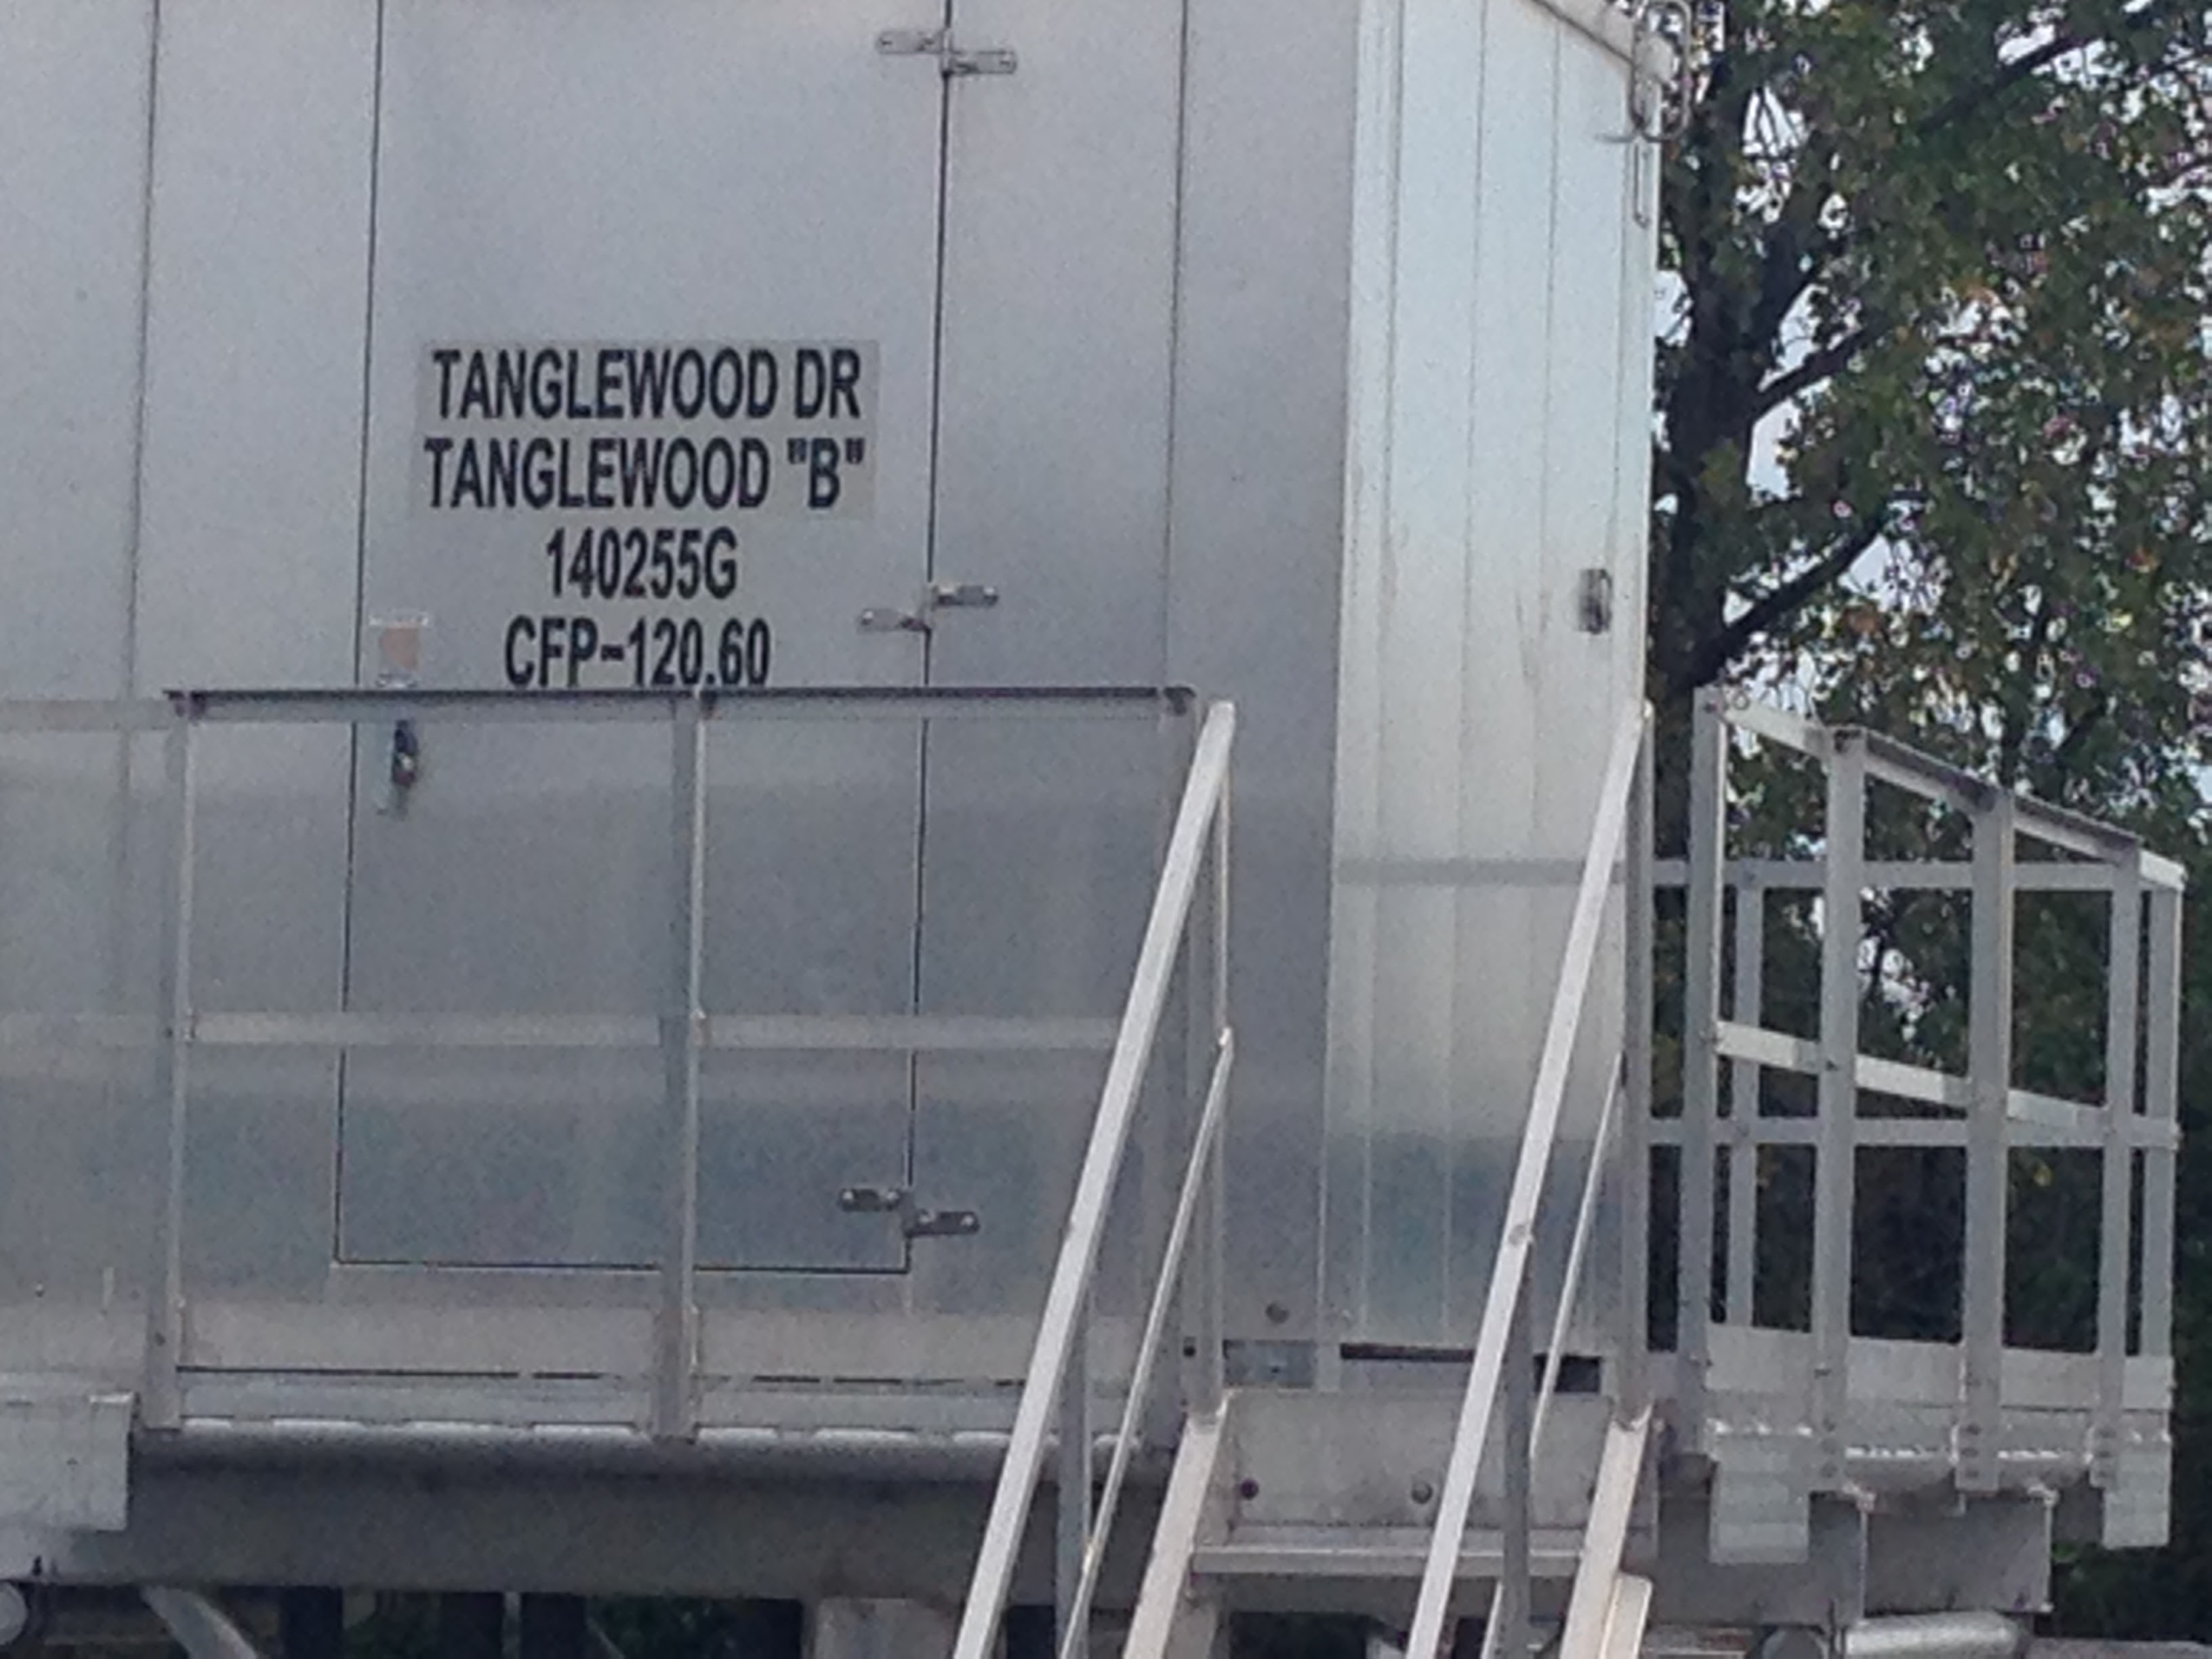 TANGLEWOOD DR
TANGLEWOOD "B"
140255G
CFP-120.60